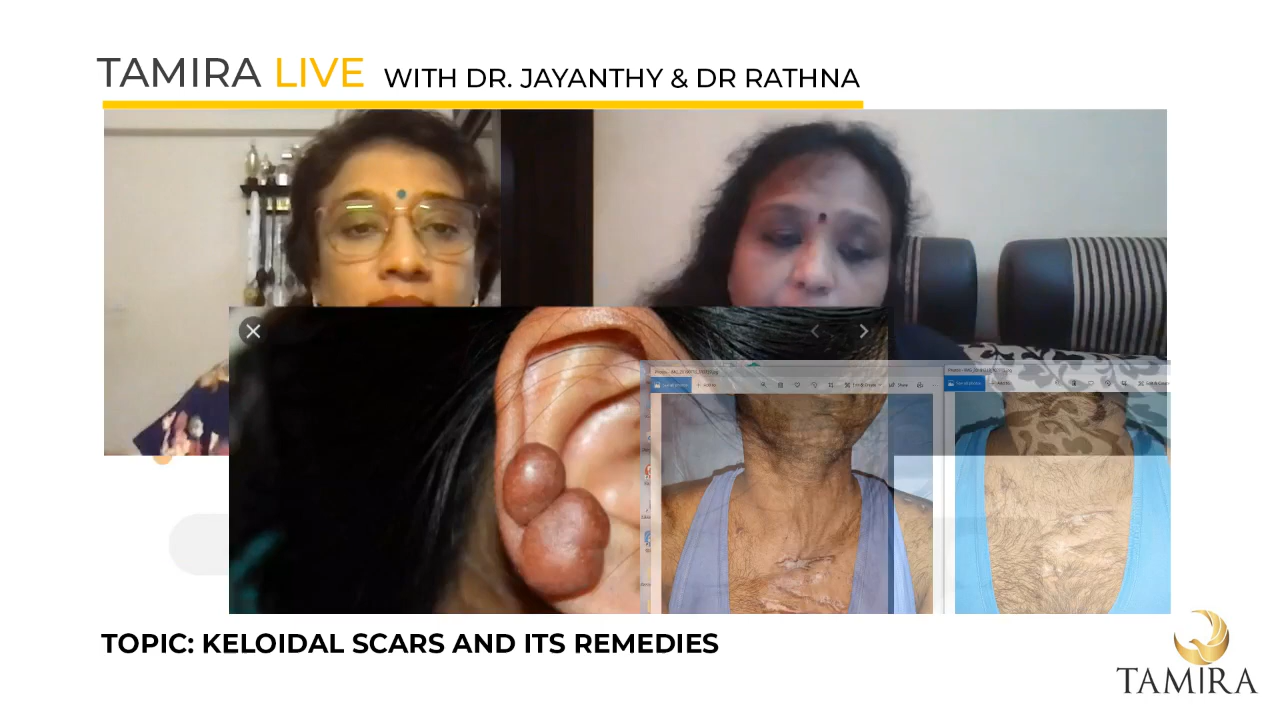 TAMIRA LIVE WITH DR. JAYANTHY & DR RATHNA
TOPIC: KELOIDAL SCARS AND ITS REMEDIES
TAMIRA